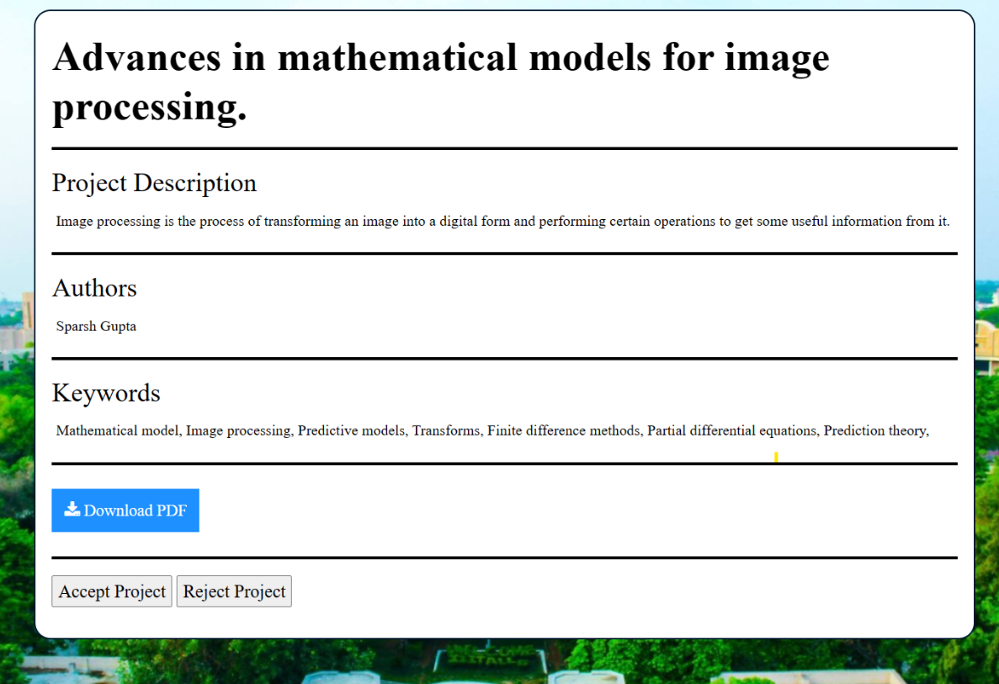 Advances in mathematical models for image
processing.
Project Description
Image processing is the process of transforming an image into a digital form and performing certain operations to get some useful information from it.
Authors
Sparsh Gupta
Keywords
Mathematical model, Image processing, Predictive models, Transforms, Finite difference methods, Partial differential equations, Prediction theory,
Download PDF
Accept Project Reject Project